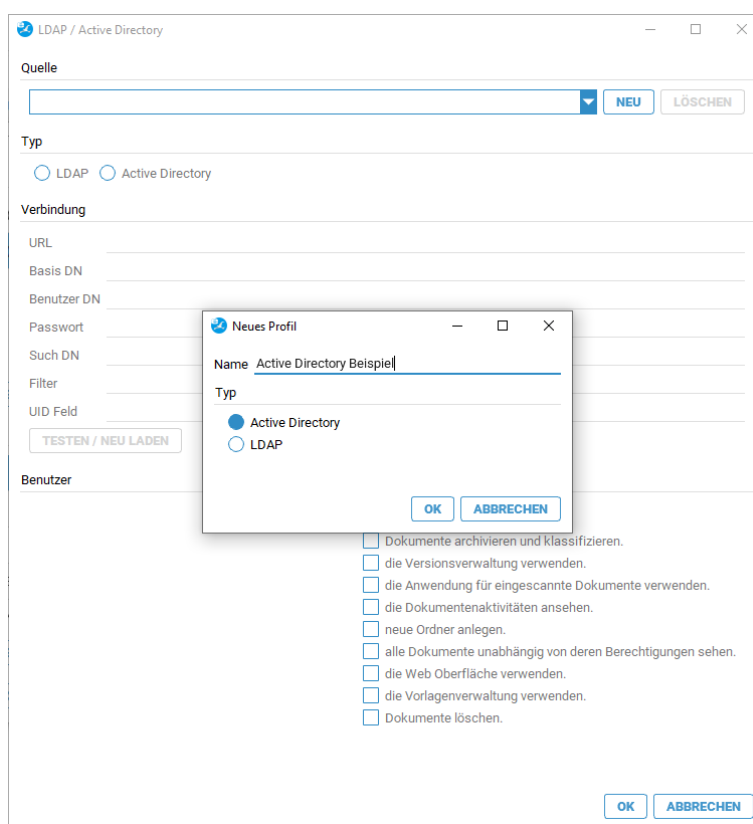 LDAP / Active Directory
Quelle
NEU LÖSCHEN
Typ
LDAP Active Directory
Verbindung
URL
Basis DN
Benutzer DN
Passwort
Such DN
Filter
UID Feld
TESTEN / NEU LADEN
Benutzer
Neues Profil
Name Active Directory Beispiel
Typ
Active Directory
LDAP
OK ABBRECHEN
Dokumente archivieren und klassifizieren.
die Versionsverwaltung verwenden.
die Anwendung für eingescannte Dokumente verwenden.
die Dokumentenaktivitäten ansehen.
neue Ordner anlegen.
alle Dokumente unabhängig von deren Berechtigungen sehen.
die Web Oberfläche verwenden.
die Vorlagenverwaltung verwenden.
Dokumente löschen.
OK ABBRECHEN